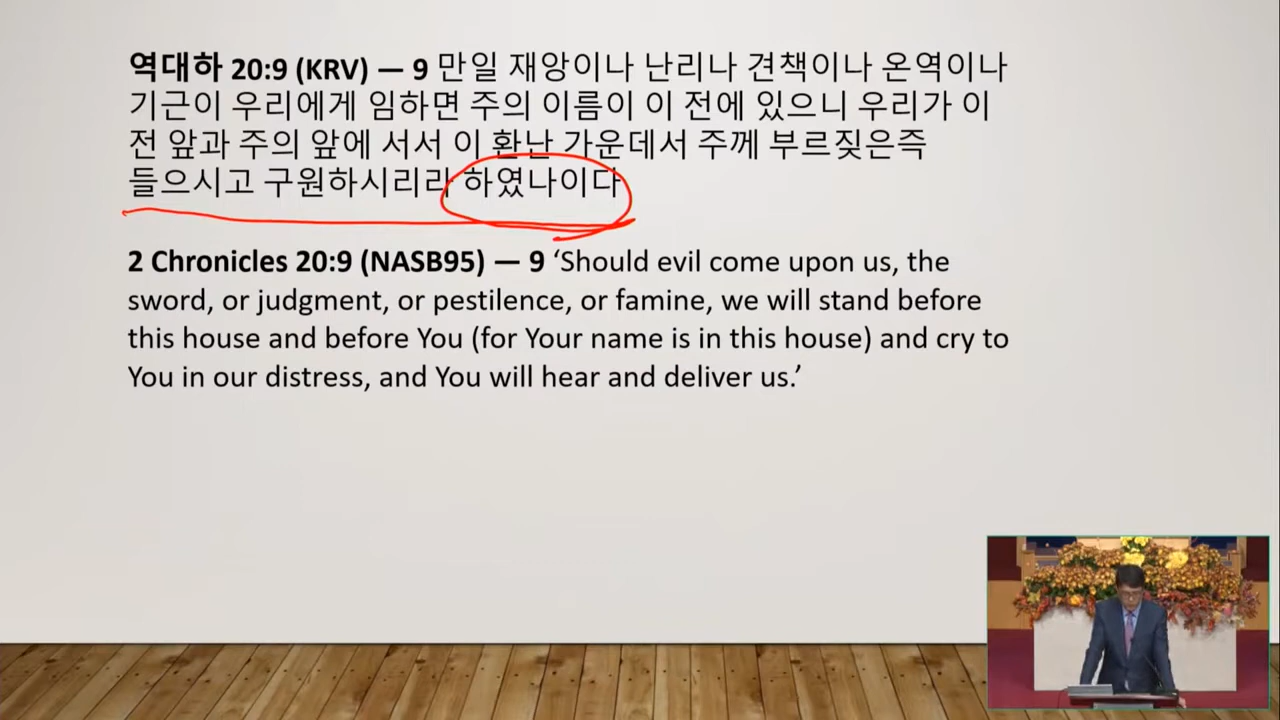 역대하 20:9 (KRV) — 9 만일 재앙이나 난리나 견책이나 온역이나
기근이 우리에게 임하면 주의 이름이 이 전에 있으니 우리가 이
전 앞과 주의 앞에 서서 이 환난 가운데서 주께 부르짖은즉
들으시고 구원하시리라 하였나이다
2 Chronicles 20:9 (NASB95) — 9 ‘Should evil come upon us, the
sword, or judgment, or pestilence, or famine, we will stand before
this house and before You (for Your name is in this house) and cry to
You in our distress, and You will hear and deliver us.’